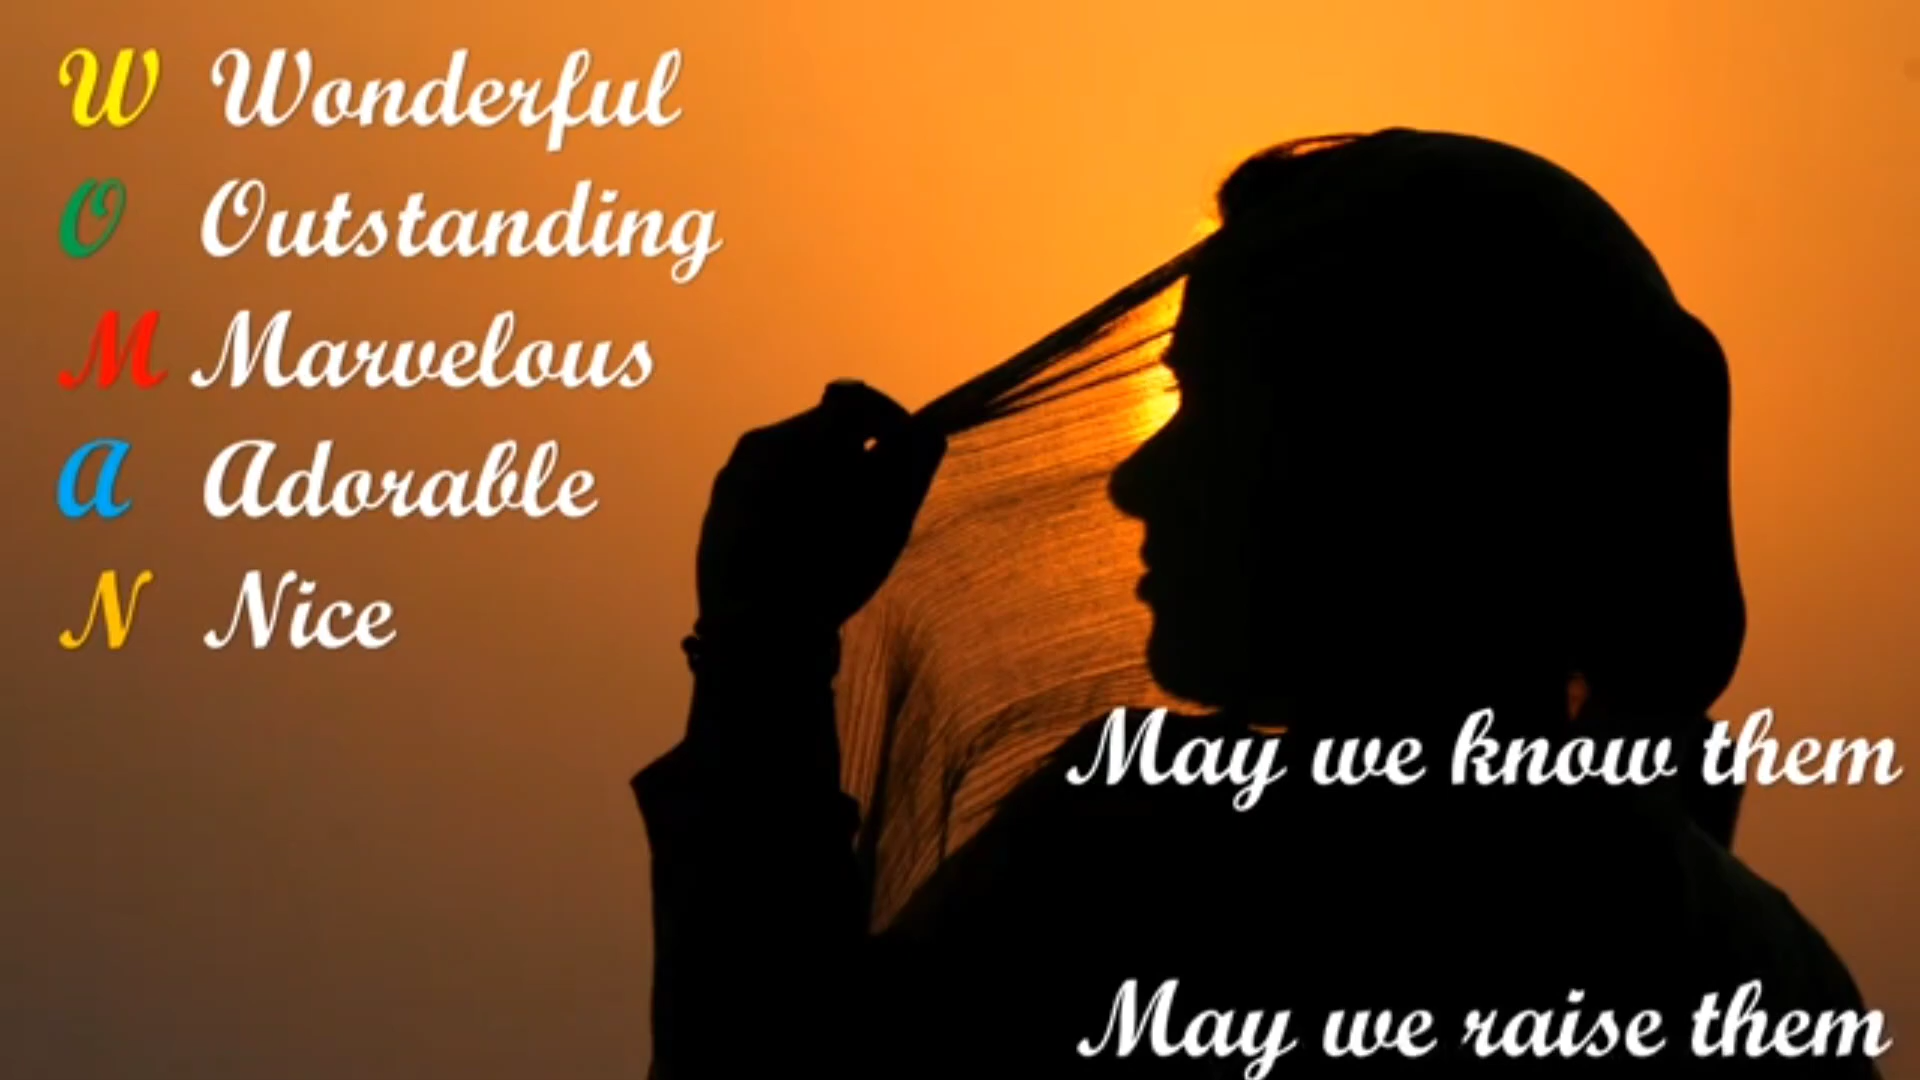 W Wonderful
O Outstanding
M Marvelous
A Adorable
N Nice
May we know them
May we raise them